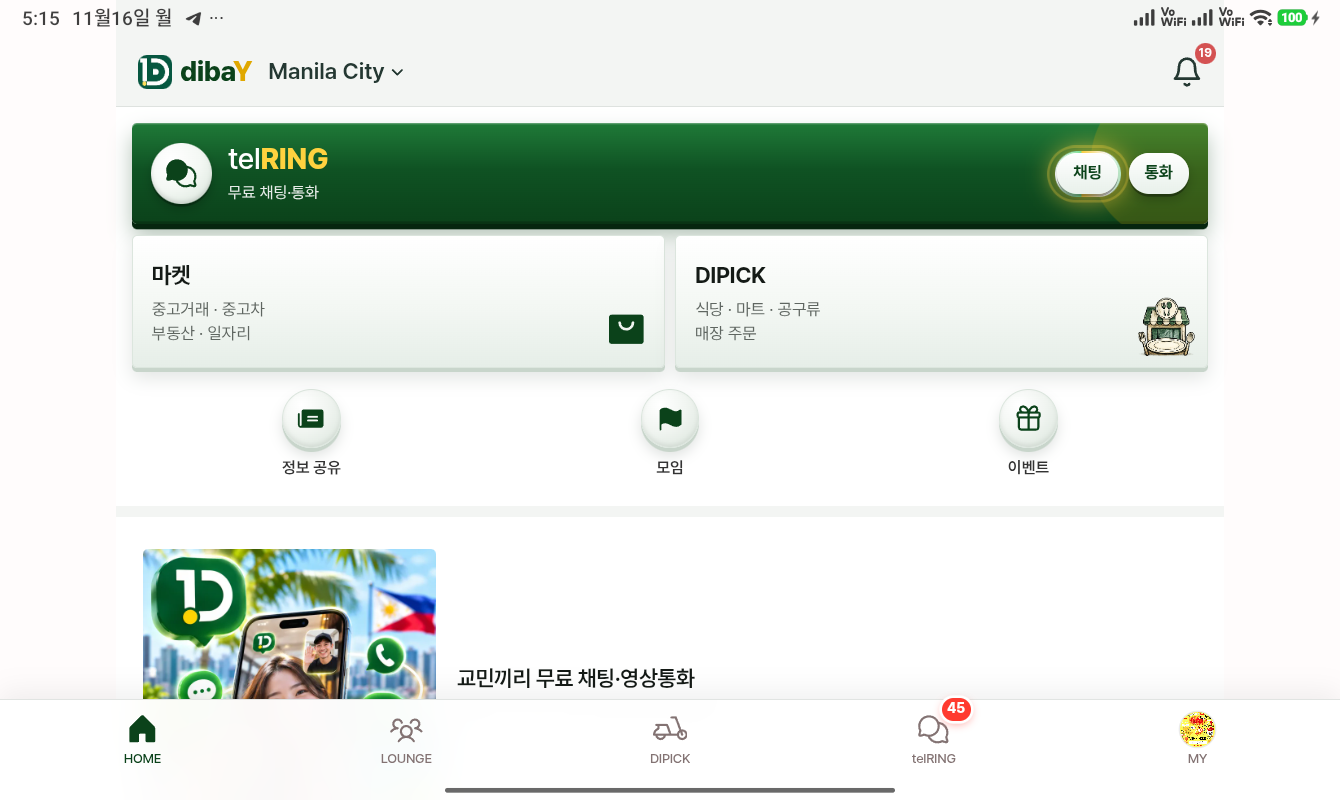 5:15 11월16일 월 ···
Vo WiFi Vo WiFi 100
dibaY Manila City
19
telRING
무료 채팅·통화
채팅 통화
마켓
중고거래 · 중고차
부동산 · 일자리
DIPICK
식당 · 마트 · 공구류
매장 주문
정보 공유 모임 이벤트
교민끼리 무료 채팅·영상통화
45
HOME LOUNGE DIPICK telRING MY